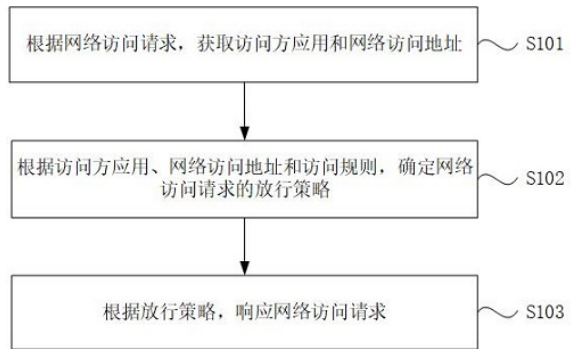 根据网络访问请求，获取访问方应用和网络访问地址
S101
根据访问方应用、网络访问地址和访问规则，确定网络
访问请求的放行策略
S102
根据放行策略，响应网络访问请求
S103